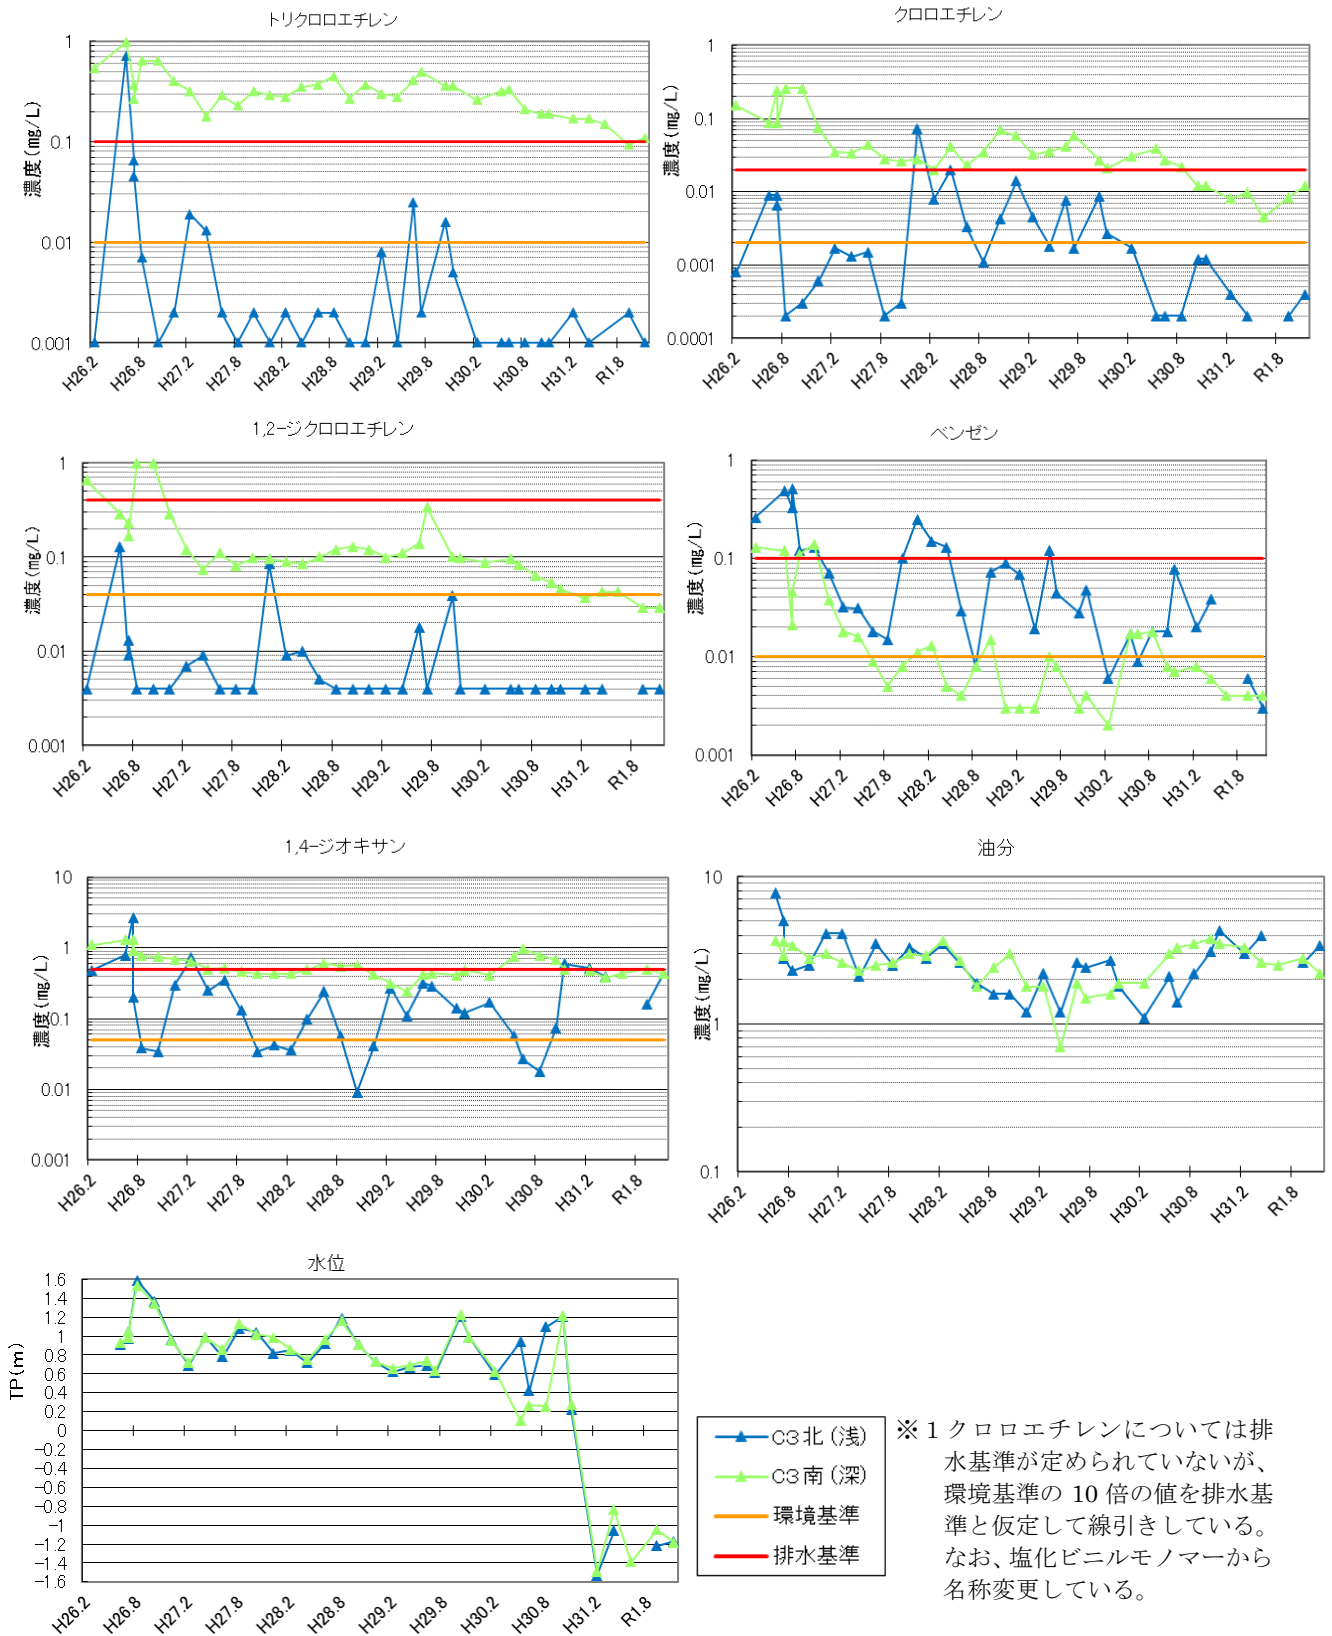 トリクロロエチレン
濃度(㎎/L)
1
0.1
0.01
0.001
H26.2 H26.8 H27.2 H27.8 H28.2 H28.8 H29.2 H29.8 H30.2 H30.8 H31.2 R1.8
クロロエチレン
濃度(㎎/L)
1
0.1
0.01
0.001
0.0001
H26.2 H26.8 H27.2 H27.8 H28.2 H28.8 H29.2 H29.8 H30.2 H30.8 H31.2 R1.8
1,2-ジクロロエチレン
濃度(㎎/L)
1
0.1
0.01
0.001
H26.2 H26.8 H27.2 H27.8 H28.2 H28.8 H29.2 H29.8 H30.2 H30.8 H31.2 R1.8
ベンゼン
濃度(㎎/L)
1
0.1
0.01
0.001
H26.2 H26.8 H27.2 H27.8 H28.2 H28.8 H29.2 H29.8 H30.2 H30.8 H31.2 R1.8
1,4-ジオキサン
濃度(㎎/L)
10
1
0.1
0.01
0.001
H26.2 H26.8 H27.2 H27.8 H28.2 H28.8 H29.2 H29.8 H30.2 H30.8 H31.2 R1.8
油分
濃度(㎎/L)
10
1
0.1
H26.2 H26.8 H27.2 H27.8 H28.2 H28.8 H29.2 H29.8 H30.2 H30.8 H31.2 R1.8
水位
TP(m)
1.6
1.4
1.2
1
0.8
0.6
0.4
0.2
0
-0.2
-0.4
-0.6
-0.8
-1
-1.2
-1.4
-1.6
H26.2 H26.8 H27.2 H27.8 H28.2 H28.8 H29.2 H29.8 H30.2 H30.8 H31.2 R1.8
C3北(浅)
C3南(深)
環境基準
排水基準
※1クロロエチレンについては排
水基準が定められていないが、
環境基準の 10 倍の値を排水基
準と仮定して線引きしている。
なお、塩化ビニルモノマーから
名称変更している。